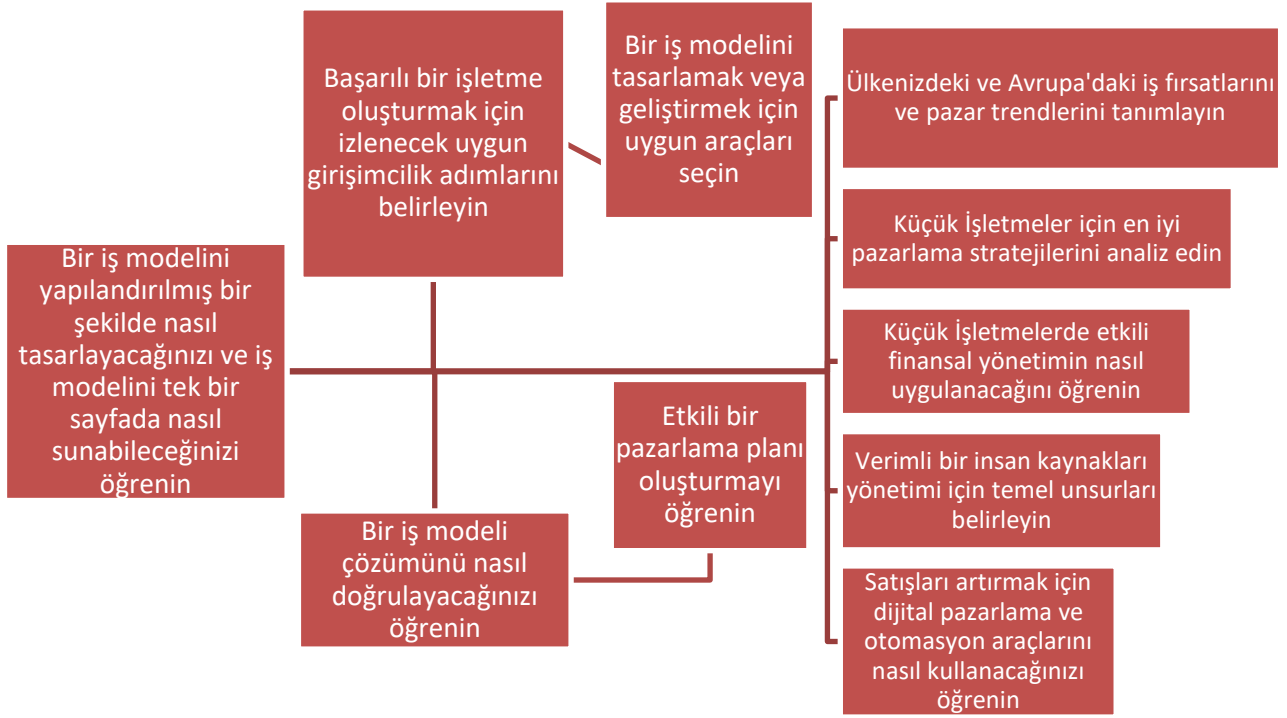 Bir iş modelini
yapılandırılmış bir
şekilde nasıl
tasarlayacağınızı ve iş
modelini tek bir
sayfada nasıl
sunabileceğinizi
öğrenin
Başarılı bir işletme
oluşturmak için
izlenecek uygun
girişimcilik adımlarını
belirleyin
Bir iş modelini
tasarlamak veya
geliştirmek için
uygun araçları
seçin
Bir iş modeli
çözümünü nasıl
doğrulayacağınızı
öğrenin
Etkili bir
pazarlama planı
oluşturmayı
öğrenin
Ülkenizdeki ve Avrupa'daki iş fırsatlarını
ve pazar trendlerini tanımlayın
Küçük İşletmeler için en iyi
pazarlama stratejilerini analiz edin
Küçük İşletmelerde etkili
finansal yönetimin nasıl
uygulanacağını öğrenin
Verimli bir insan kaynakları
yönetimi için temel unsurları
belirleyin
Satışları artırmak için
dijital pazarlama ve
otomasyon araçlarını
nasıl kullanacağınızı
öğrenin